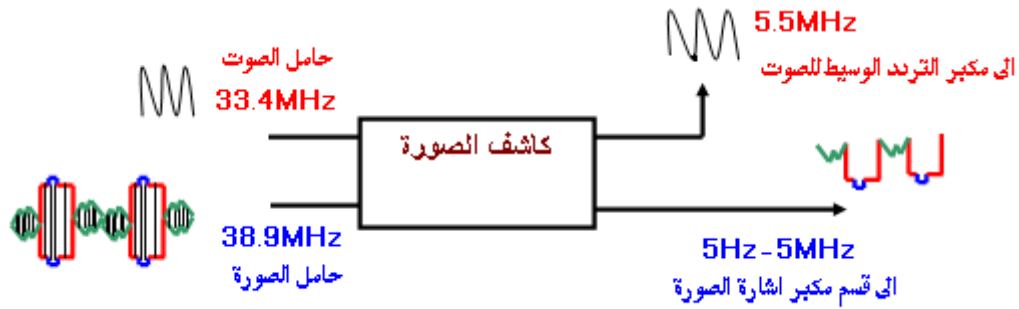 5.5MHz
الى مكبر التردد الوسيط للصوت
حامل الصوت
33.4MHz
كاشف الصورة
38.9MHz
حامل الصورة
5Hz-5MHz
الى قسم مكبر اشارة الصورة